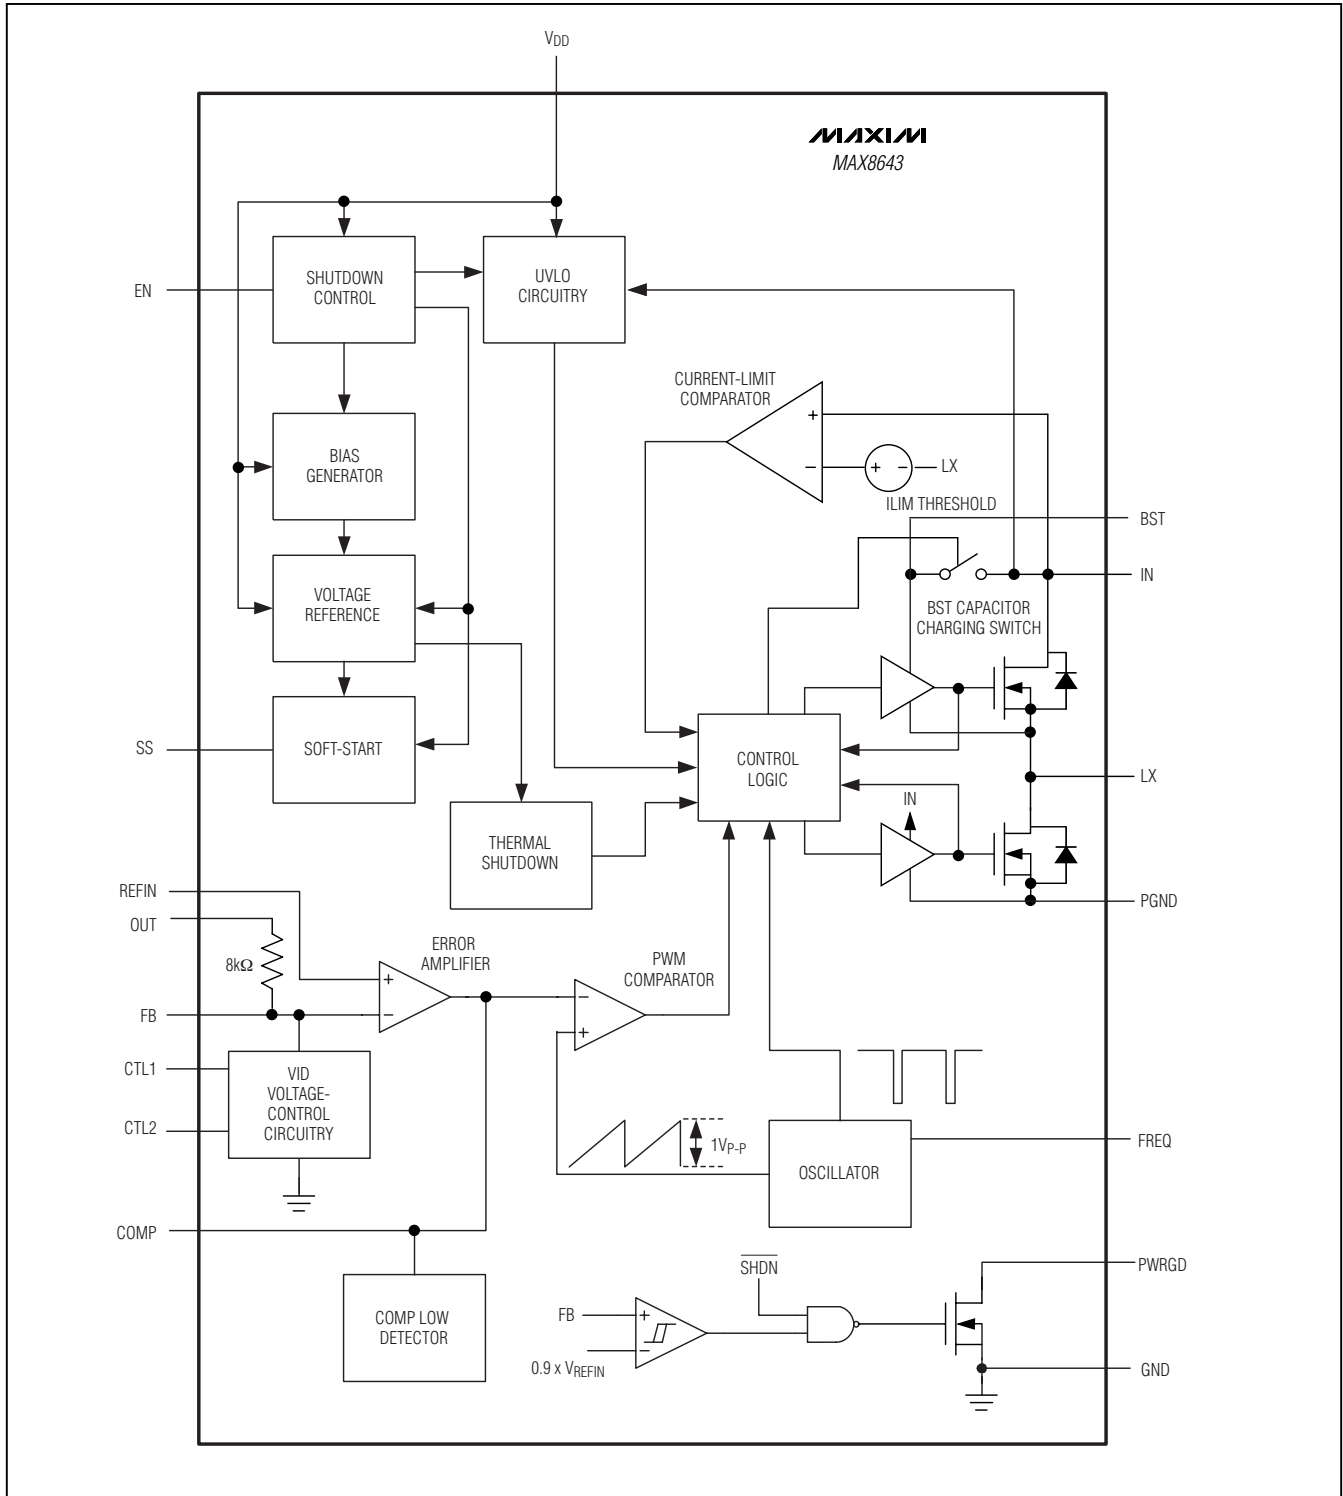 VDD
MAXIM
MAX8643
SHUTDOWN
CONTROL
UVLO
CIRCUITRY
EN
CURRENT-LIMIT
COMPARATOR
+
−
+ −
LX
ILIM THRESHOLD
BIAS
GENERATOR
BST
IN
BST CAPACITOR
CHARGING SWITCH
VOLTAGE
REFERENCE
SS
SOFT-START
CONTROL
LOGIC
LX
IN
THERMAL
SHUTDOWN
REFIN
OUT
PGND
8kΩ
ERROR
AMPLIFIER
+
−
PWM
COMPARATOR
−
+
FB
CTL1
CTL2
VID
VOLTAGE-
CONTROL
CIRCUITRY
1VP-P
OSCILLATOR
FREQ
COMP
COMP LOW
DETECTOR
SHDN
PWRGD
FB
+
−
0.9 x VREFIN
GND